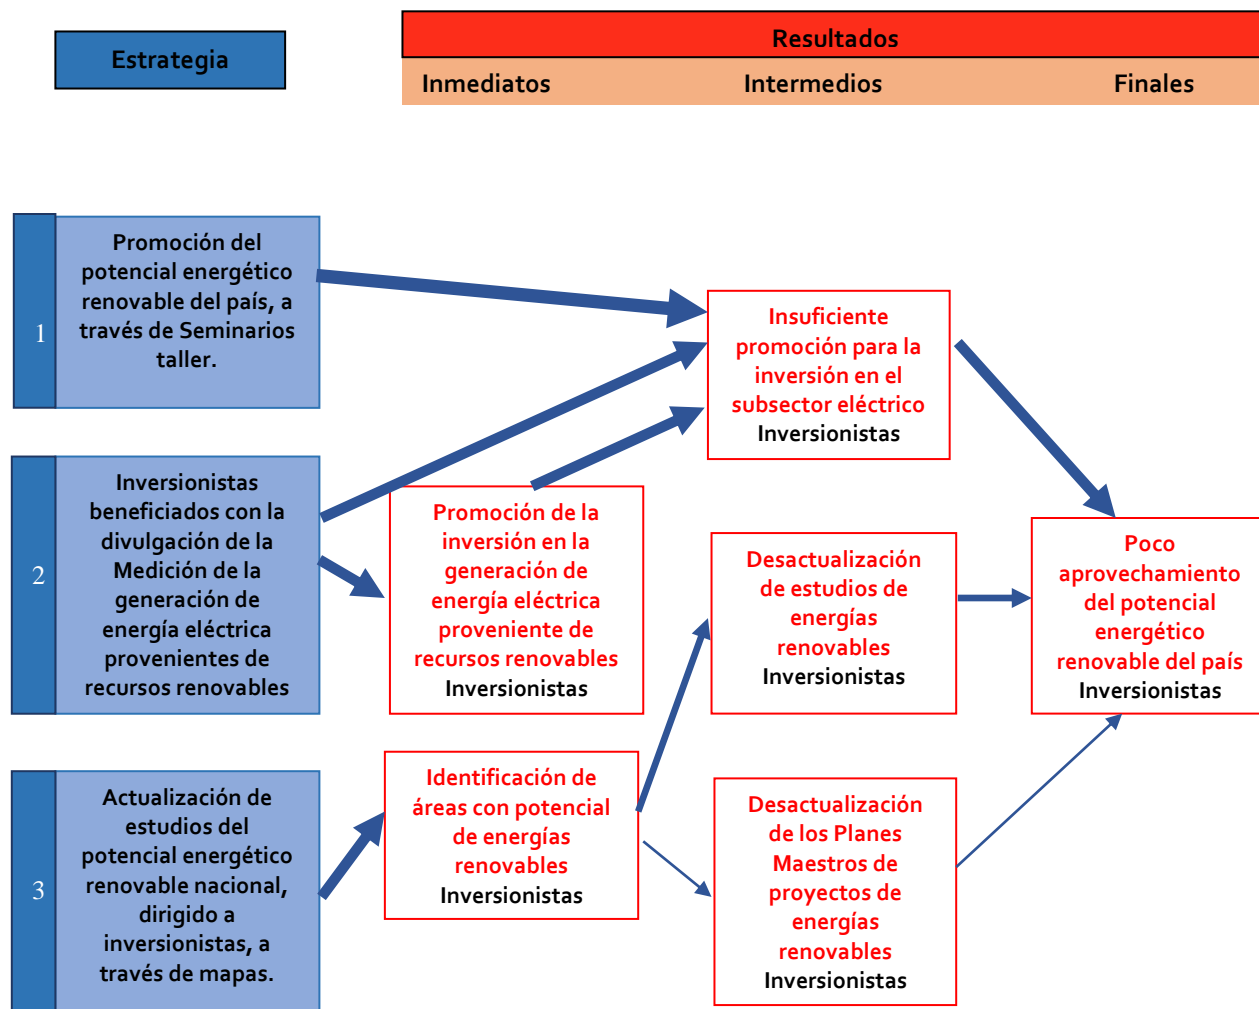 Estrategia
Resultados
Inmediatos
Intermedios
Finales
1
Promoción del
potencial energético
renovable del país, a
través de Seminarios
taller.
Insuficiente
promoción para la
inversión en el
subsector eléctrico
Inversionistas
2
Inversionistas
beneficiados con la
divulgación de la
Medición de la
generación de
energía eléctrica
provenientes de
recursos renovables
Promoción de la
inversión en la
generación de
energía eléctrica
proveniente de
recursos renovables
Inversionistas
Desactualización
de estudios de
energías
renovables
Inversionistas
Poco
aprovechamiento
del potencial
energético
renovable del país
Inversionistas
3
Actualización de
estudios del
potencial energético
renovable nacional,
dirigido a
inversionistas, a
través de mapas.
Identificación de
áreas con potencial
de energías
renovables
Inversionistas
Desactualización
de los Planes
Maestros de
proyectos de
energías
renovables
Inversionistas